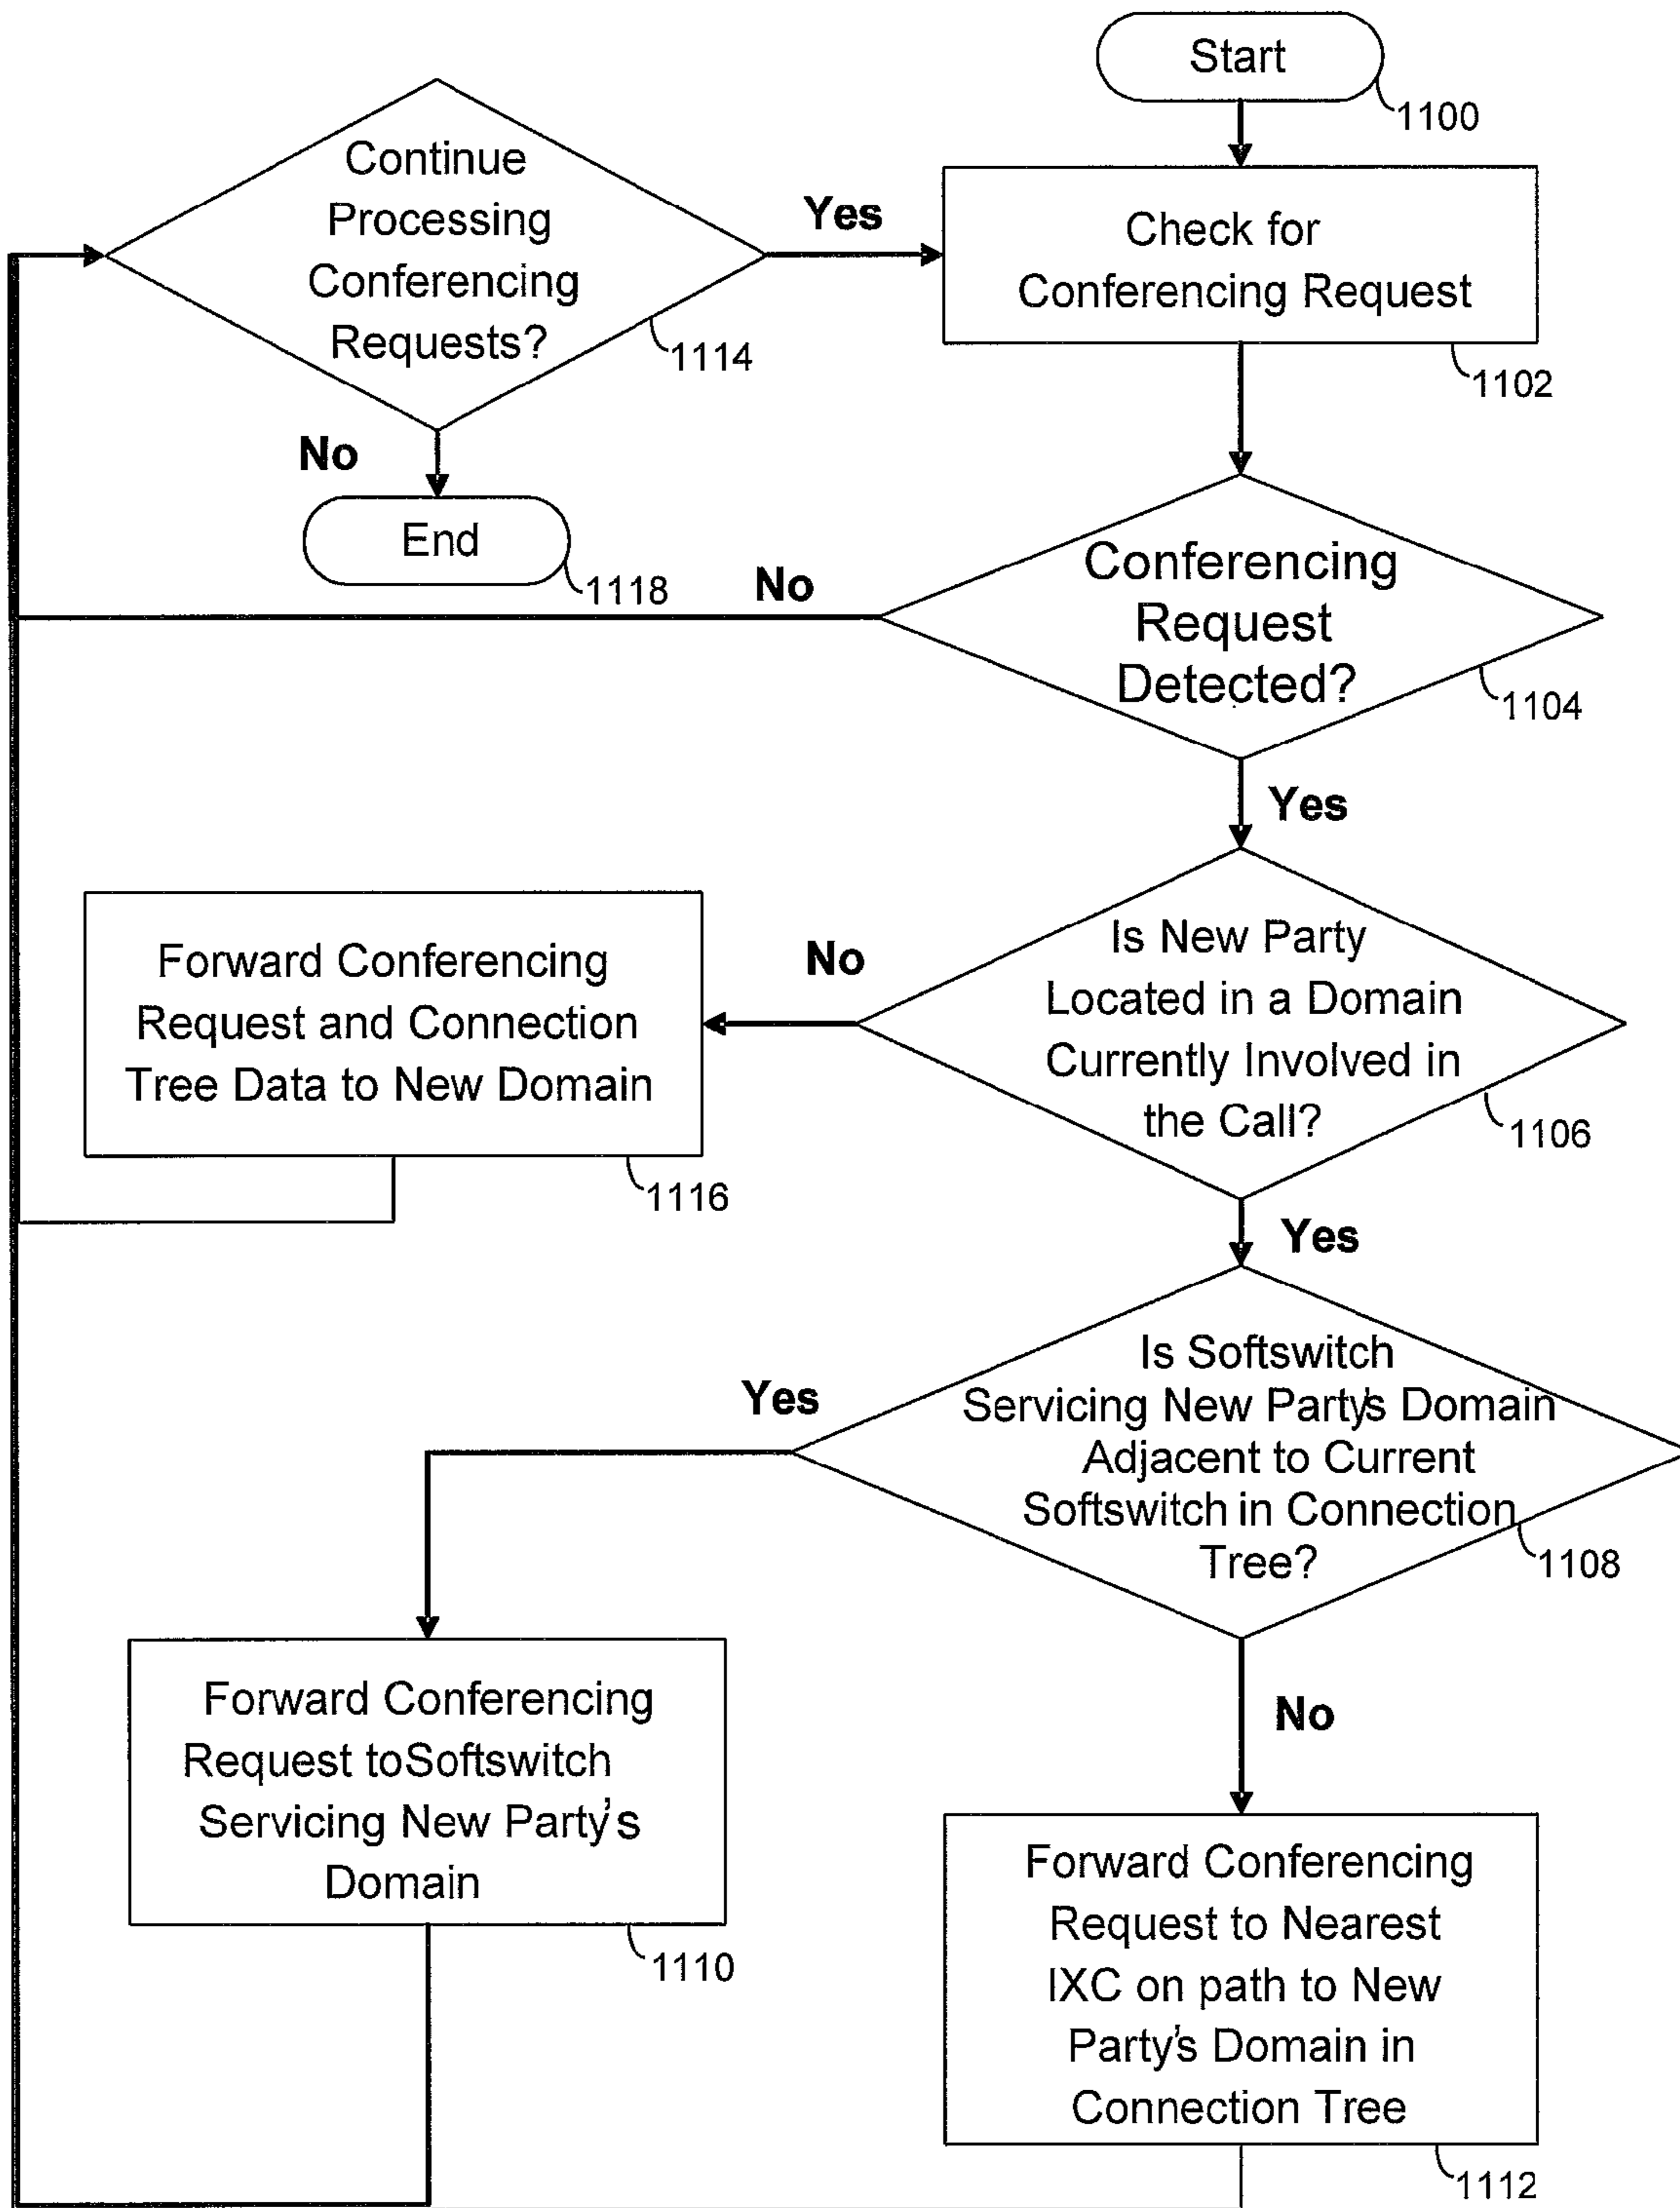 Start
1100
Continue
Processing
Conferencing
Requests?
1114
Yes
Check for
Conferencing Request
1102
No
End
1118
No
Conferencing
Request
Detected?
1104
Yes
Forward Conferencing
Request and Connection
Tree Data to New Domain
1116
No
Is New Party
Located in a Domain
Currently Involved in
the Call?
1106
Yes
Yes
Is Softswitch
Servicing New Party's Domain
Adjacent to Current
Softswitch in Connection
Tree?
1108
No
Forward Conferencing
Request toSoftswitch
Servicing New Party's
Domain
1110
Forward Conferencing
Request to Nearest
IXC on path to New
Party's Domain in
Connection Tree
1112